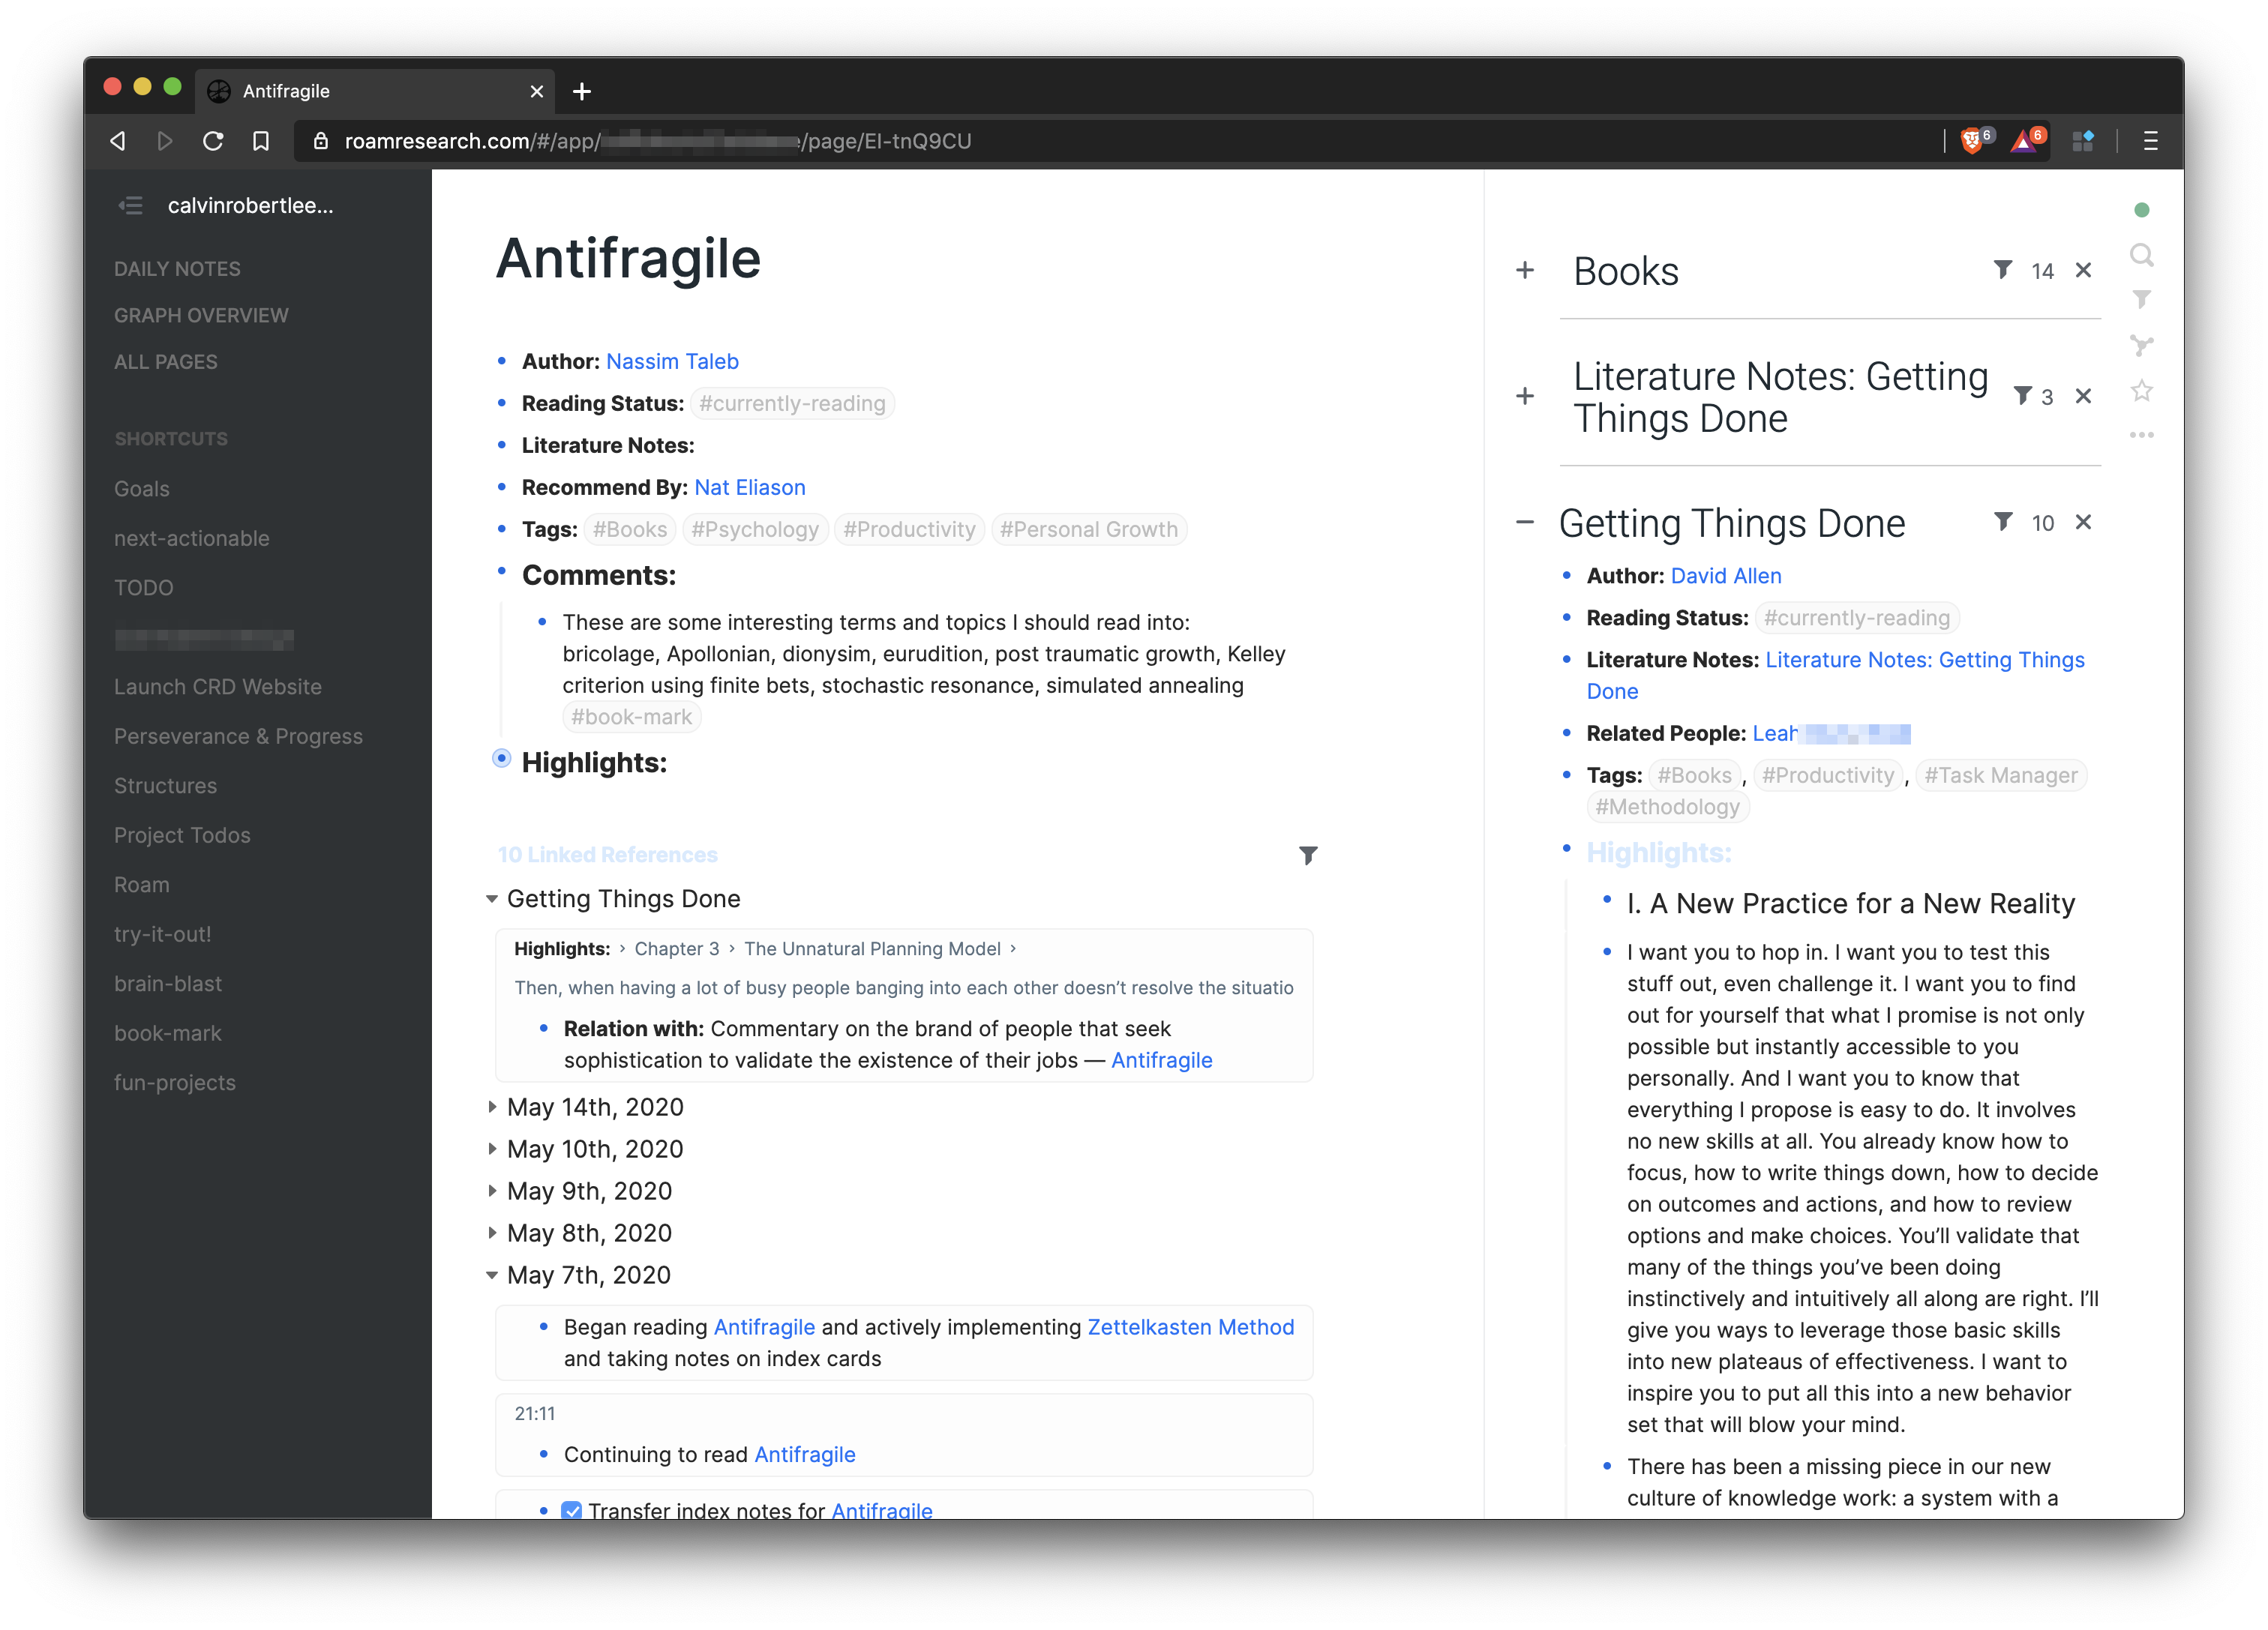 Antifragile
roamresearch.com/#/app/ /page/EI-tnQ9CU
6
6
calvinrobertlee...
DAILY NOTES
GRAPH OVERVIEW
ALL PAGES
SHORTCUTS
Goals
next-actionable
TODO
Launch CRD Website
Perseverance & Progress
Structures
Project Todos
Roam
try-it-out!
brain-blast
book-mark
fun-projects
Antifragile
Author: Nassim Taleb
Reading Status: #currently-reading
Literature Notes:
Recommend By: Nat Eliason
Tags: #Books #Psychology #Productivity #Personal Growth
Comments:
These are some interesting terms and topics I should read into:
bricolage, Apollonian, dionysim, eurudition, post traumatic growth, Kelley
criterion using finite bets, stochastic resonance, simulated annealing
#book-mark
Highlights:
10 Linked References
Getting Things Done
Highlights: › Chapter 3 › The Unnatural Planning Model ›
Then, when having a lot of busy people banging into each other doesn’t resolve the situatio
Relation with: Commentary on the brand of people that seek
sophistication to validate the existence of their jobs — Antifragile
May 14th, 2020
May 10th, 2020
May 9th, 2020
May 8th, 2020
May 7th, 2020
Began reading Antifragile and actively implementing Zettelkasten Method
and taking notes on index cards
21:11
Continuing to read Antifragile
Transfer index notes for Antifragile
Books 14
Literature Notes: Getting
Things Done 3
Getting Things Done 10
Author: David Allen
Reading Status: #currently-reading
Literature Notes: Literature Notes: Getting Things
Done
Related People: Leah
Tags: #Books , #Productivity , #Task Manager
#Methodology
Highlights:
I. A New Practice for a New Reality
I want you to hop in. I want you to test this
stuff out, even challenge it. I want you to find
out for yourself that what I promise is not only
possible but instantly accessible to you
personally. And I want you to know that
everything I propose is easy to do. It involves
no new skills at all. You already know how to
focus, how to write things down, how to decide
on outcomes and actions, and how to review
options and make choices. You’ll validate that
many of the things you’ve been doing
instinctively and intuitively all along are right. I’ll
give you ways to leverage those basic skills
into new plateaus of effectiveness. I want to
inspire you to put all this into a new behavior
set that will blow your mind.
There has been a missing piece in our new
culture of knowledge work: a system with a